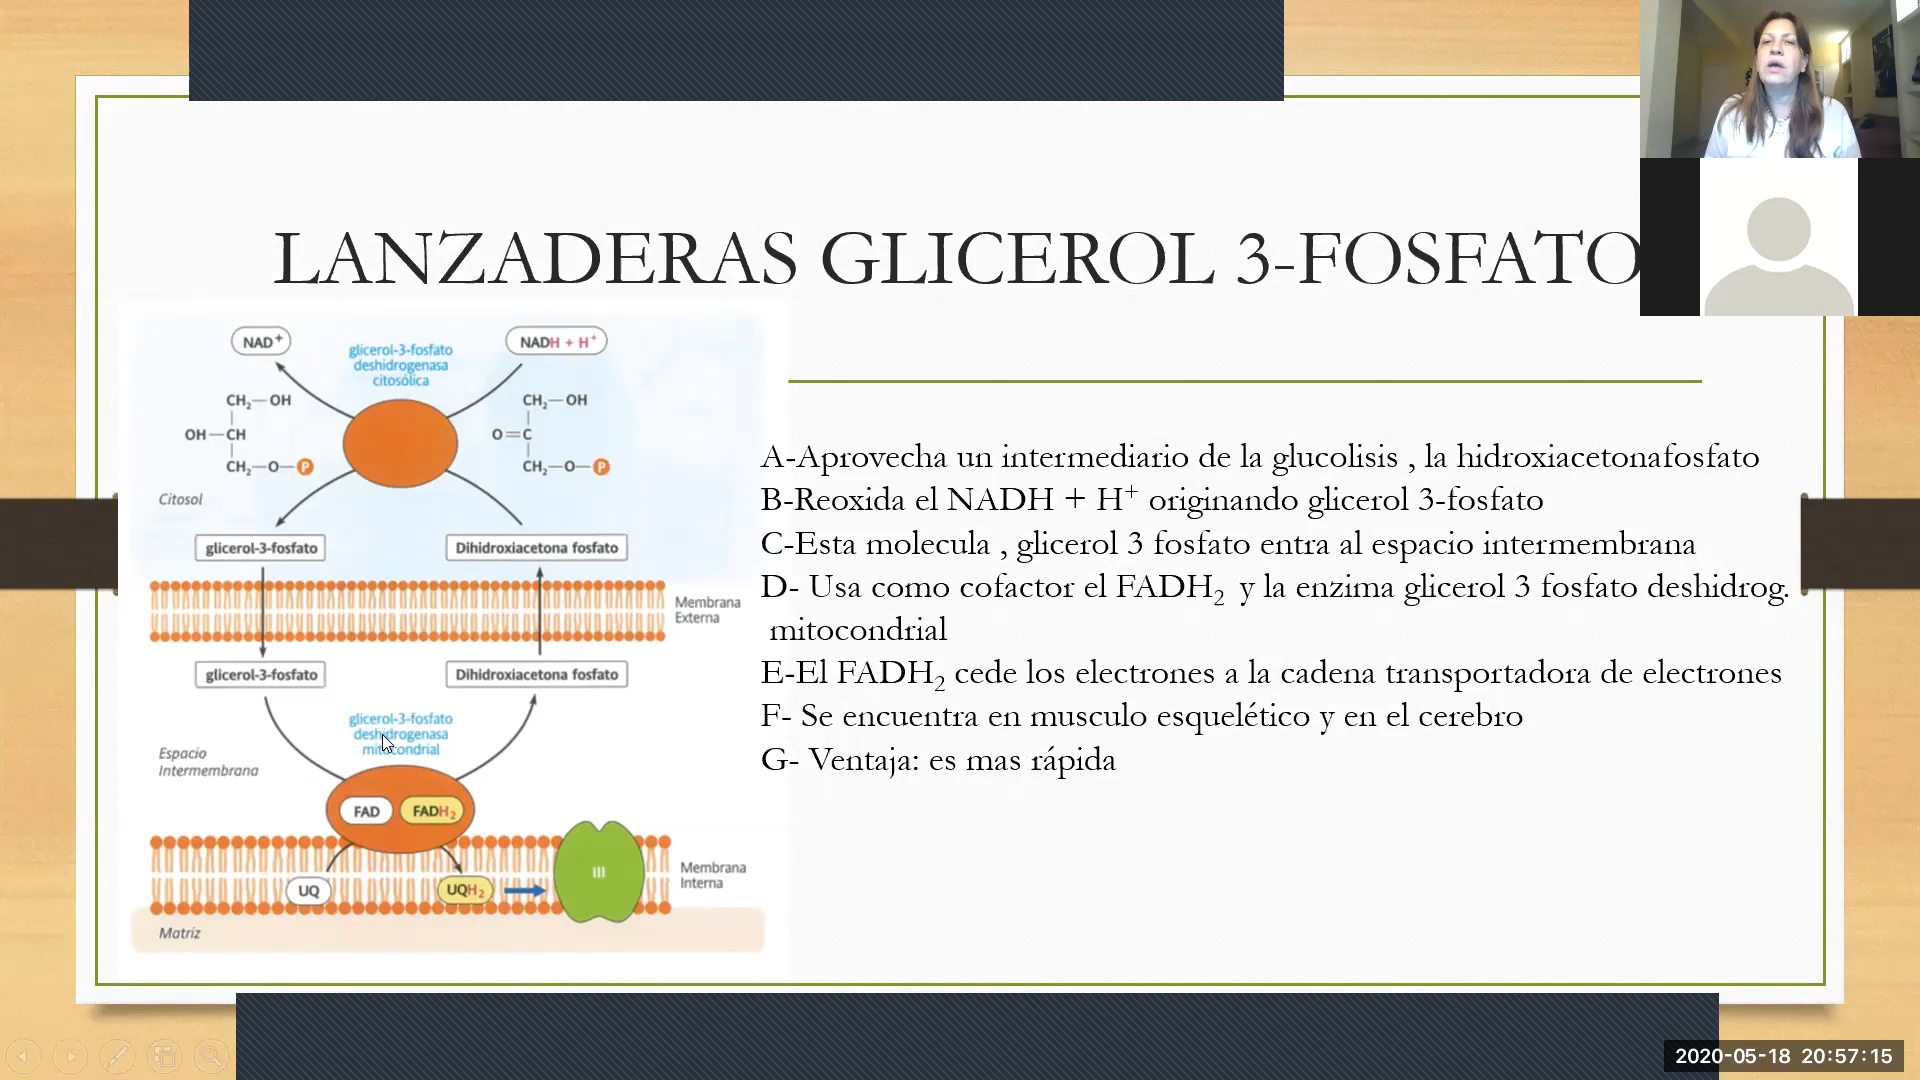 LANZADERAS GLICEROL 3-FOSFATO
NAD+
glicerol-3-fosfato
deshidrogenasa
citosólica
NADH + H+
CH2—OH
OH—CH
CH2—O—P
CH2—OH
O=C
CH2—O—P
Citosol
glicerol-3-fosfato
Dihidroxiacetona fosfato
Membrana
Externa
glicerol-3-fosfato
Dihidroxiacetona fosfato
glicerol-3-fosfato
deshidrogenasa
mitocondrial
Espacio
Intermembrana
FAD
FADH2
UQ
UQH2
III
Membrana
Interna
Matriz
A-Aprovecha un intermediario de la glucolisis , la hidroxiacetonafosfato
B-Reoxida el NADH + H+ originando glicerol 3-fosfato
C-Esta molecula , glicerol 3 fosfato entra al espacio intermembrana
D- Usa como cofactor el FADH2 y la enzima glicerol 3 fosfato deshidrog.
mitocondrial
E-El FADH2 cede los electrones a la cadena transportadora de electrones
F- Se encuentra en musculo esquelético y en el cerebro
G- Ventaja: es mas rápida
2020-05-18 20:57:15